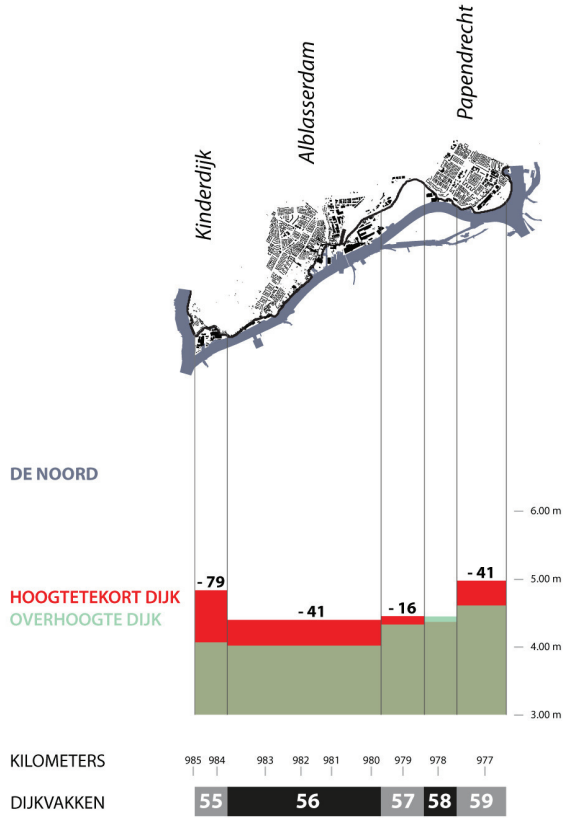 Kinderdijk
Alblasserdam
Papendrecht
DE NOORD
6.00 m
5.00 m
4.00 m
3.00 m
- 79
- 41
- 16
- 41
HOOGTETEKORT DIJK
OVERHOOGTE DIJK
KILOMETERS
985 984 983 982 981 980 979 978 977
DIJKVAKKEN
55 56 57 58 59